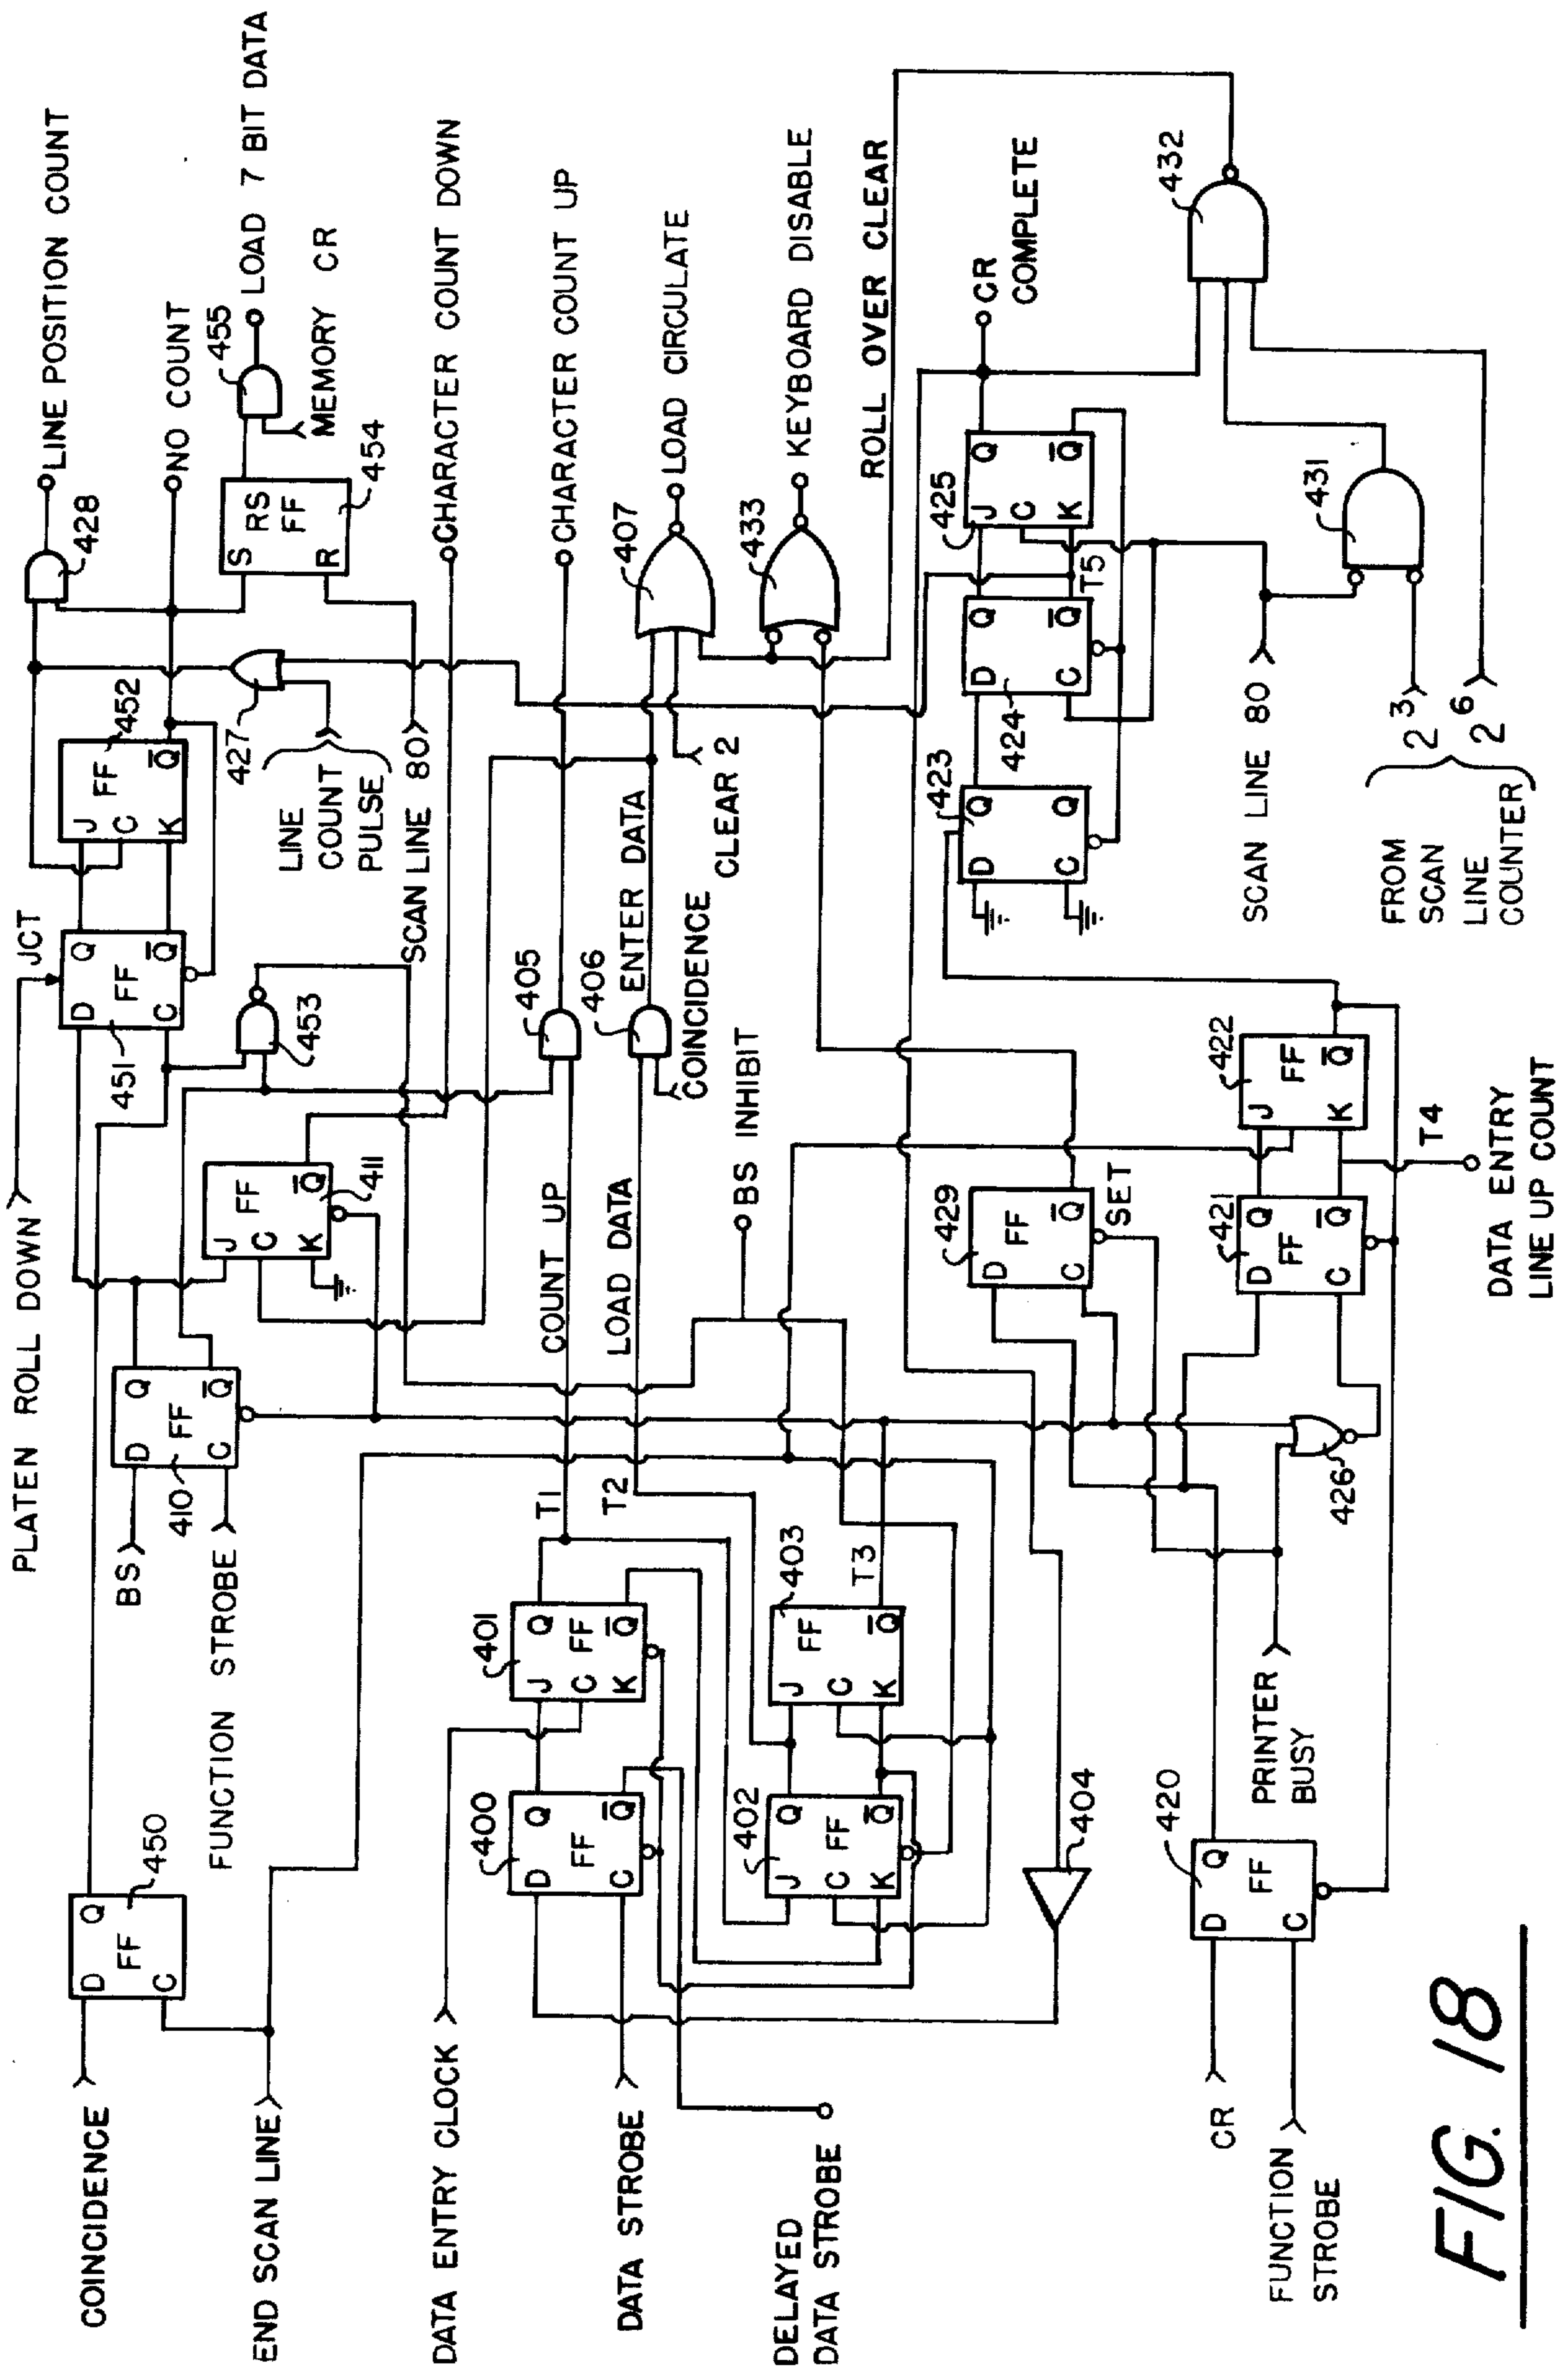 PLATEN ROLL DOWN
JCT
LINE POSITION COUNT
428
NO COUNT
452
FF
J
C
K
Q̅
451
D
C
FF
Q
Q̅
427
LINE
COUNT
PULSE
SCAN LINE 80
S
R
RS
FF
454
455
LOAD 7 BIT DATA
MEMORY CR
453
COINCIDENCE
D
C
FF
Q
450
END SCAN LINE
BS
FUNCTION STROBE
410
D
C
FF
Q
Q̅
J
C
K
FF
Q̅
411
CHARACTER COUNT DOWN
405
CHARACTER COUNT UP
406
ENTER DATA
COINCIDENCE
407
LOAD CIRCULATE
CLEAR 2
433
KEYBOARD DISABLE
ROLL OVER CLEAR
DATA ENTRY CLOCK
DATA STROBE
DELAYED
DATA STROBE
400
D
C
FF
Q
Q̅
401
J
C
K
FF
Q
Q̅
T1
COUNT UP
T2
LOAD DATA
402
J
C
K
FF
Q
Q̅
403
J
C
K
FF
Q̅
T3
404
BS INHIBIT
423
D
C
Q
Q
424
D
C
Q
Q̅
T5
425
J
C
K
Q
Q̅
CR
COMPLETE
432
431
SCAN LINE 80
2 3
2 6
FROM
SCAN
LINE
COUNTER
429
D
C
FF
Q̅
SET
CR
FUNCTION
STROBE
420
D
C
FF
Q
PRINTER
BUSY
426
421
D
C
FF
Q
Q̅
422
J
K
FF
Q̅
T4
DATA ENTRY
LINE UP COUNT
FIG. 18